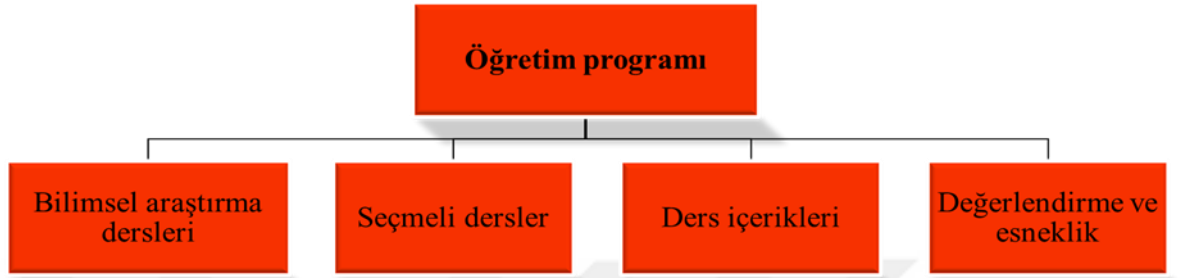 Öğretim programı
Bilimsel araştırma
dersleri
Seçmeli dersler
Ders içerikleri
Değerlendirme ve
esneklik